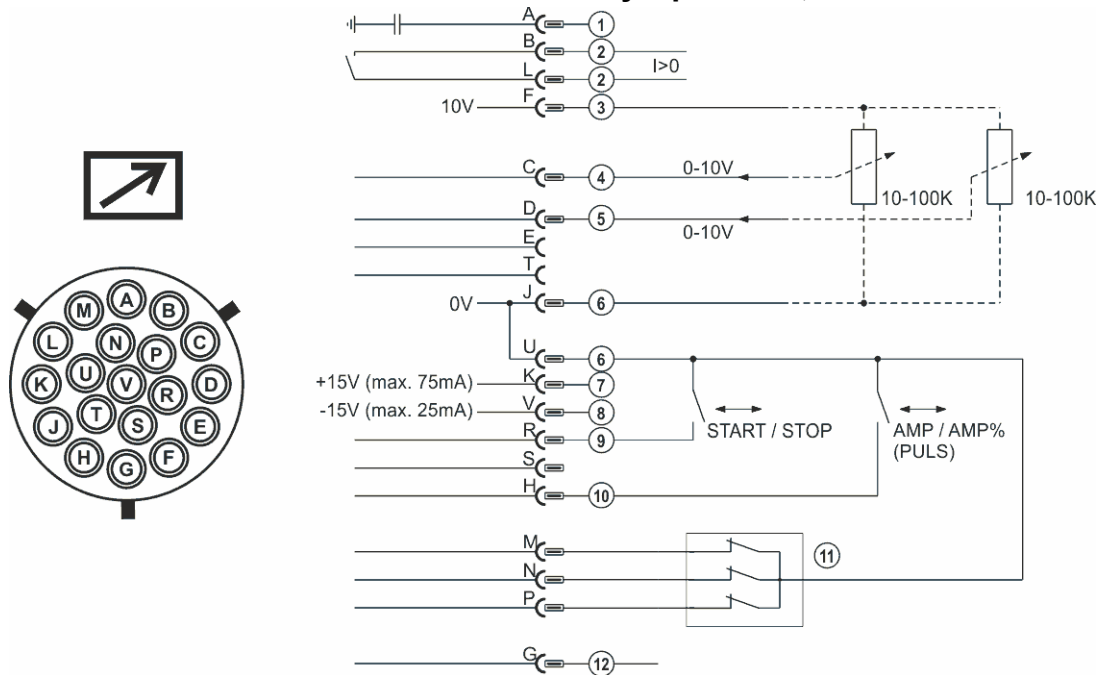 A
1
B
2
L
2
I>0
10V
F
3
C
4
0-10V
10-100K
10-100K
D
5
0-10V
E
T
0V
J
6
U
6
+15V (max. 75mA)
K
7
-15V (max. 25mA)
V
8
R
9
START / STOP
AMP / AMP%
(PULS)
S
H
10
M
11
N
P
G
12
A
M
B
L
N
P
C
K
U
V
R
D
J
T
S
E
H
G
F